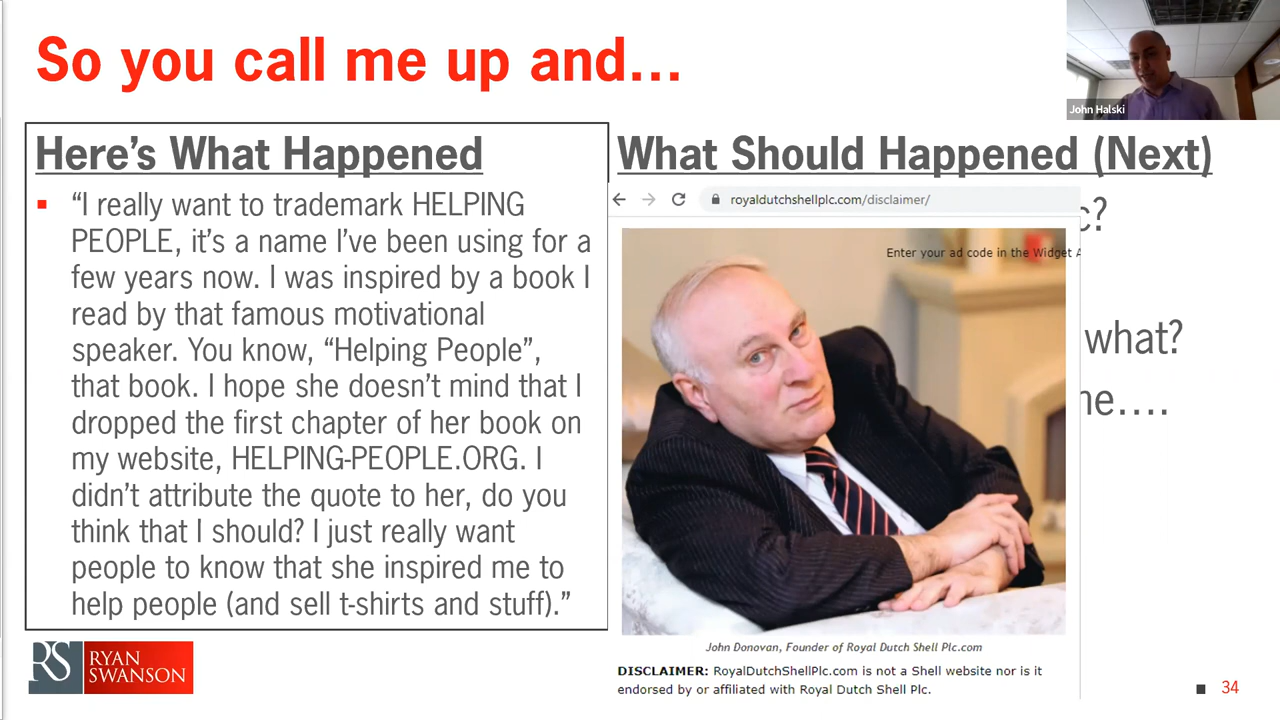 So you call me up and...
John Halski
Here's What Happened
"I really want to trademark HELPING
PEOPLE, it's a name I've been using for a
few years now. I was inspired by a book I
read by that famous motivational
speaker. You know, "Helping People",
that book. I hope she doesn't mind that I
dropped the first chapter of her book on
my website, HELPING-PEOPLE.ORG. I
didn't attribute the quote to her, do you
think that I should? I just really want
people to know that she inspired me to
help people (and sell t-shirts and stuff)."
What Should Happened (Next)
royaldutchshellplc.com/disclaimer/
Enter your ad code in the Widget
what?
John Donovan, Founder of Royal Dutch Shell Plc.com
DISCLAIMER: RoyalDutchShellPlc.com is not a Shell website nor is it
endorsed by or affiliated with Royal Dutch Shell Plc.
RS RYAN
SWANSON
34